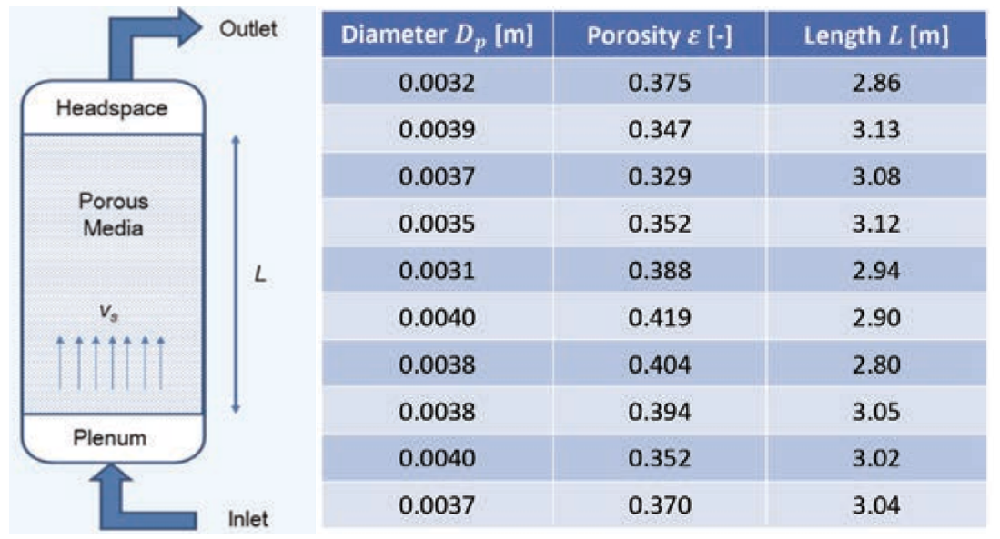 Outlet
Headspace
Porous
Media
L
vs
Plenum
Inlet
Diameter Dp [m] Porosity ε [-] Length L [m]
0.0032 0.375 2.86
0.0039 0.347 3.13
0.0037 0.329 3.08
0.0035 0.352 3.12
0.0031 0.388 2.94
0.0040 0.419 2.90
0.0038 0.404 2.80
0.0038 0.394 3.05
0.0040 0.352 3.02
0.0037 0.370 3.04